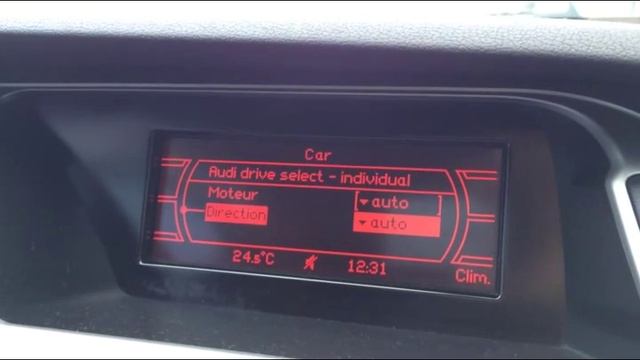 Car
Audi drive select - individual
Moteur auto
Direction auto
24.5°C 12:31 Clim.